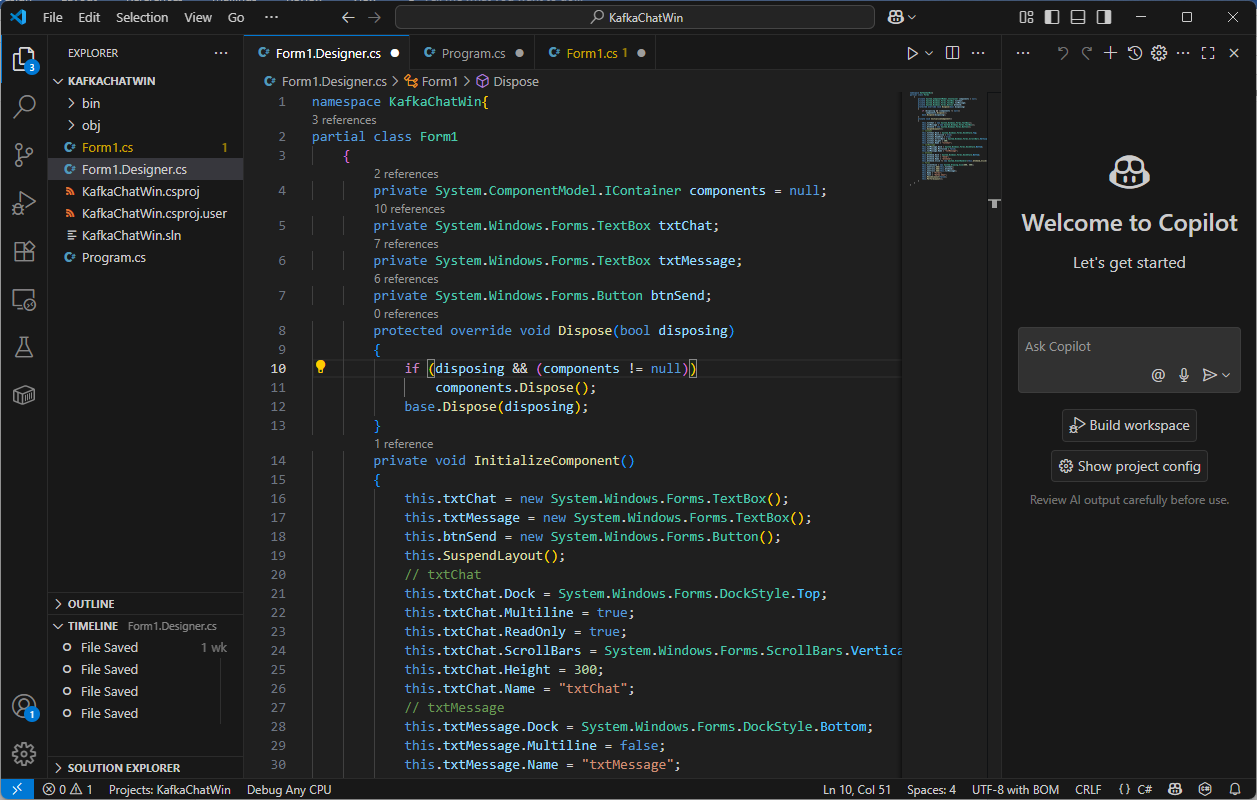 File Edit Selection View Go ··· KafkaChatWin
EXPLORER ···
KAFKACHATWIN
bin
obj
Form1.cs 1
Form1.Designer.cs
KafkaChatWin.csproj
KafkaChatWin.csproj.user
KafkaChatWin.sln
Program.cs
OUTLINE
TIMELINE Form1.Designer.cs
File Saved 1 wk
File Saved
File Saved
File Saved
SOLUTION EXPLORER
3
1
Form1.Designer.cs Program.cs Form1.cs 1
Form1.Designer.cs > Form1 > Dispose
1 namespace KafkaChatWin{
3 references
2 partial class Form1
3 {
2 references
4 private System.ComponentModel.IContainer components = null;
10 references
5 private System.Windows.Forms.TextBox txtChat;
7 references
6 private System.Windows.Forms.TextBox txtMessage;
6 references
7 private System.Windows.Forms.Button btnSend;
0 references
8 protected override void Dispose(bool disposing)
9 {
10 if (disposing && (components != null))
11 components.Dispose();
12 base.Dispose(disposing);
13 }
1 reference
14 private void InitializeComponent()
15 {
16 this.txtChat = new System.Windows.Forms.TextBox();
17 this.txtMessage = new System.Windows.Forms.TextBox();
18 this.btnSend = new System.Windows.Forms.Button();
19 this.SuspendLayout();
20 // txtChat
21 this.txtChat.Dock = System.Windows.Forms.DockStyle.Top;
22 this.txtChat.Multiline = true;
23 this.txtChat.ReadOnly = true;
24 this.txtChat.ScrollBars = System.Windows.Forms.ScrollBars.Vertica
25 this.txtChat.Height = 300;
26 this.txtChat.Name = "txtChat";
27 // txtMessage
28 this.txtMessage.Dock = System.Windows.Forms.DockStyle.Bottom;
29 this.txtMessage.Multiline = false;
30 this.txtMessage.Name = "txtMessage";
Welcome to Copilot
Let's get started
Ask Copilot
@
Build workspace
Show project config
Review AI output carefully before use.
0 1 Projects: KafkaChatWin Debug Any CPU Ln 10, Col 51 Spaces: 4 UTF-8 with BOM CRLF {} C#